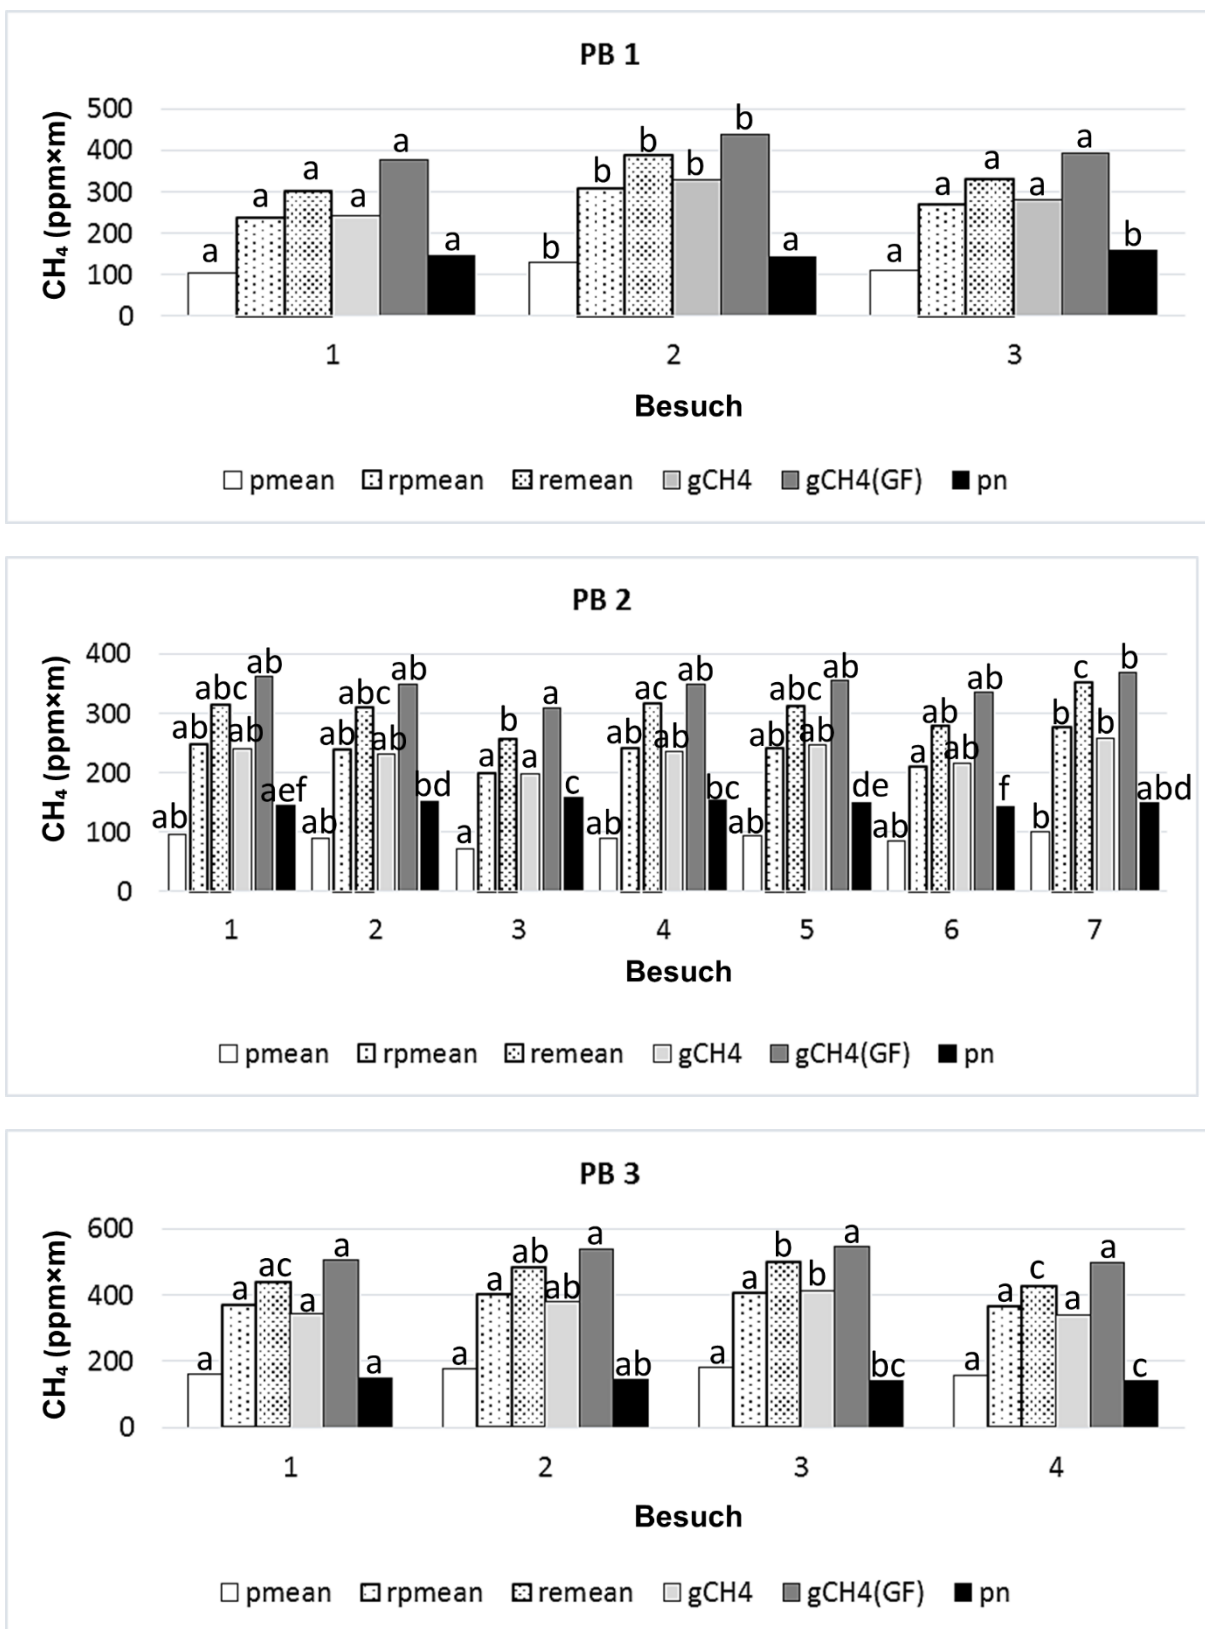 PB 1
CH₄ (ppm×m)
500
400
300
200
100
0
a a a a a a
b b b b b a
a a a a a b
1 2 3
Besuch
pmean rpmean remean gCH4 gCH4(GF) pn
PB 2
CH₄ (ppm×m)
400
300
200
100
0
ab ab abc ab ab aef
ab ab abc ab ab bd
a a b a a c
ab ab ac ab ab bc
ab ab abc ab ab de
ab a ab ab ab f
b b c b b abd
1 2 3 4 5 6 7
Besuch
pmean rpmean remean gCH4 gCH4(GF) pn
PB 3
CH₄ (ppm×m)
600
400
200
0
a a ac a a a
a a ab ab a ab
a a b b a bc
a a c a a c
1 2 3 4
Besuch
pmean rpmean remean gCH4 gCH4(GF) pn